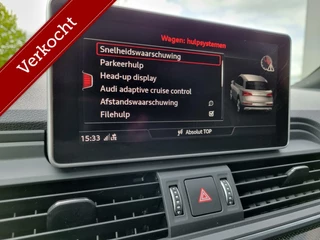 Verkocht
Wagen: hulpsystemen
Snelheidswaarschuwing
Parkeerhulp
Head-up display
Audi adaptive cruise control
Afstandswaarschuwing
Filehulp
15:33
Absolut TOP